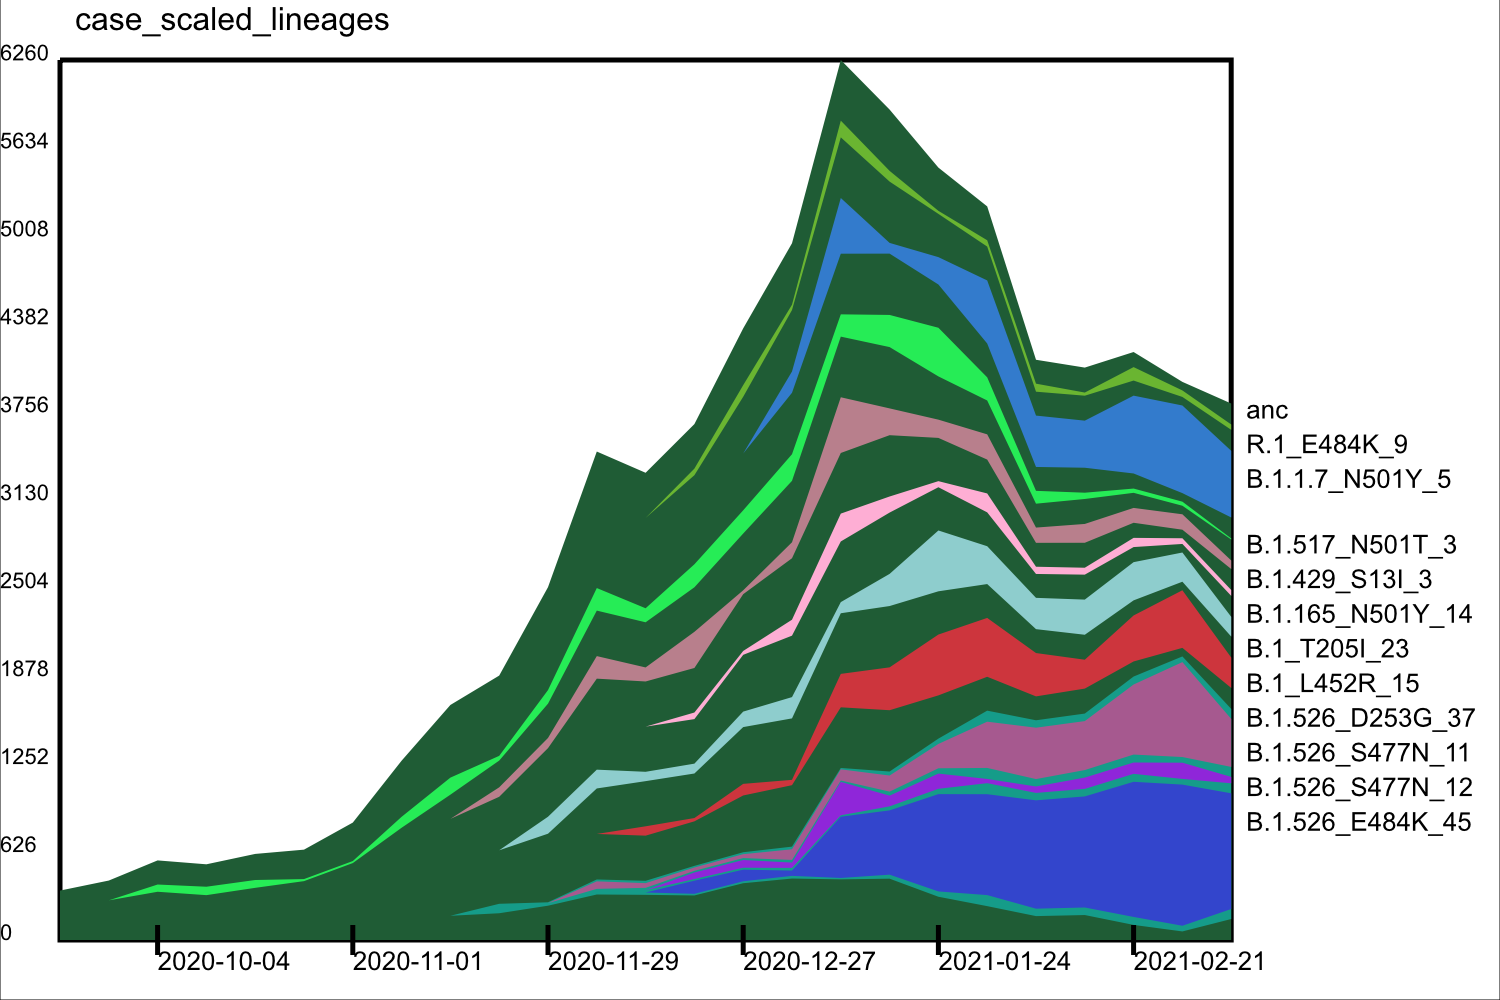 case_scaled_lineages
6260
5634
5008
4382
3756
3130
2504
1878
1252
626
0
2020-10-04
2020-11-01
2020-11-29
2020-12-27
2021-01-24
2021-02-21
anc
R.1_E484K_9
B.1.1.7_N501Y_5
B.1.517_N501T_3
B.1.429_S13I_3
B.1.165_N501Y_14
B.1_T205I_23
B.1_L452R_15
B.1.526_D253G_37
B.1.526_S477N_11
B.1.526_S477N_12
B.1.526_E484K_45